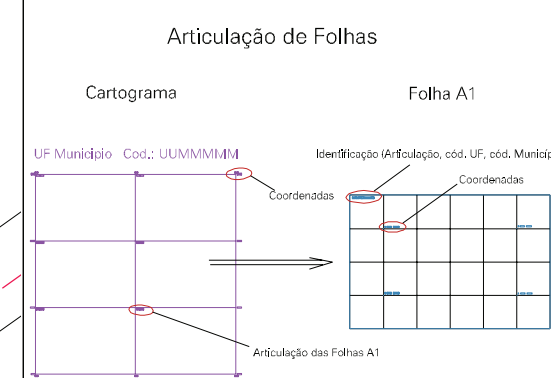 Articulação de Folhas
Cartograma
Folha A1
UF Municipio Cod.: UUMMMMM
Identificação (Articulação, cód. UF, cód. Municíp
Coordenadas
Coordenadas
Articulação das Folhas A1